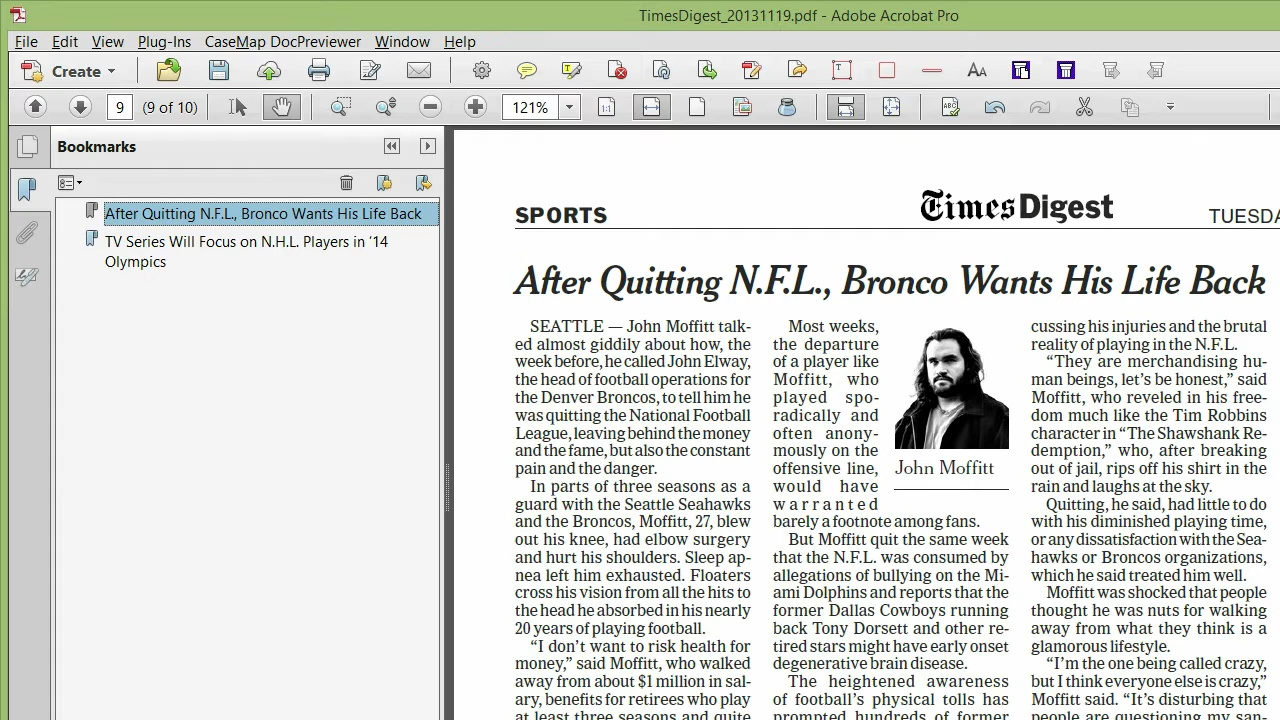 TimesDigest_20131119.pdf - Adobe Acrobat Pro
File Edit View Plug-Ins CaseMap DocPreviewer Window Help
Create
9 (9 of 10) 121%
Bookmarks
After Quitting N.F.L., Bronco Wants His Life Back
TV Series Will Focus on N.H.L. Players in ‘14
Olympics
SPORTS Times Digest TUESDA
After Quitting N.F.L., Bronco Wants His Life Back
SEATTLE — John Moffitt talk-
ed almost giddily about how, the
week before, he called John Elway,
the head of football operations for
the Denver Broncos, to tell him he
was quitting the National Football
League, leaving behind the money
and the fame, but also the constant
pain and the danger.
In parts of three seasons as a
guard with the Seattle Seahawks
and the Broncos, Moffitt, 27, blew
out his knee, had elbow surgery
and hurt his shoulders. Sleep ap-
nea left him exhausted. Floaters
cross his vision from all the hits to
the head he absorbed in his nearly
20 years of playing football.
“I don’t want to risk health for
money,” said Moffitt, who walked
away from about $1 million in sal-
ary, benefits for retirees who play
at least three seasons and quite
Most weeks,
the departure
of a player like
Moffitt, who
played spo-
radically and
often anony-
mously on the
offensive line,
would have
warranted
barely a footnote among fans.
But Moffitt quit the same week
that the N.F.L. was consumed by
allegations of bullying on the Mi-
ami Dolphins and reports that the
former Dallas Cowboys running
back Tony Dorsett and other re-
tired stars might have early onset
degenerative brain disease.
The heightened awareness
of football’s physical tolls has
prompted hundreds of former
John Moffitt
cussing his injuries and the brutal
reality of playing in the N.F.L.
“They are merchandising hu-
man beings, let’s be honest,” said
Moffitt, who reveled in his free-
dom much like the Tim Robbins
character in “The Shawshank Re-
demption,” who, after breaking
out of jail, rips off his shirt in the
rain and laughs at the sky.
Quitting, he said, had little to do
with his diminished playing time,
or any dissatisfaction with the Sea-
hawks or Broncos organizations,
which he said treated him well.
Moffitt was shocked that people
thought he was nuts for walking
away from what they think is a
glamorous lifestyle.
“I’m the one being called crazy,
but I think everyone else is crazy,”
Moffitt said. “It’s disturbing that
people are questioning my san-